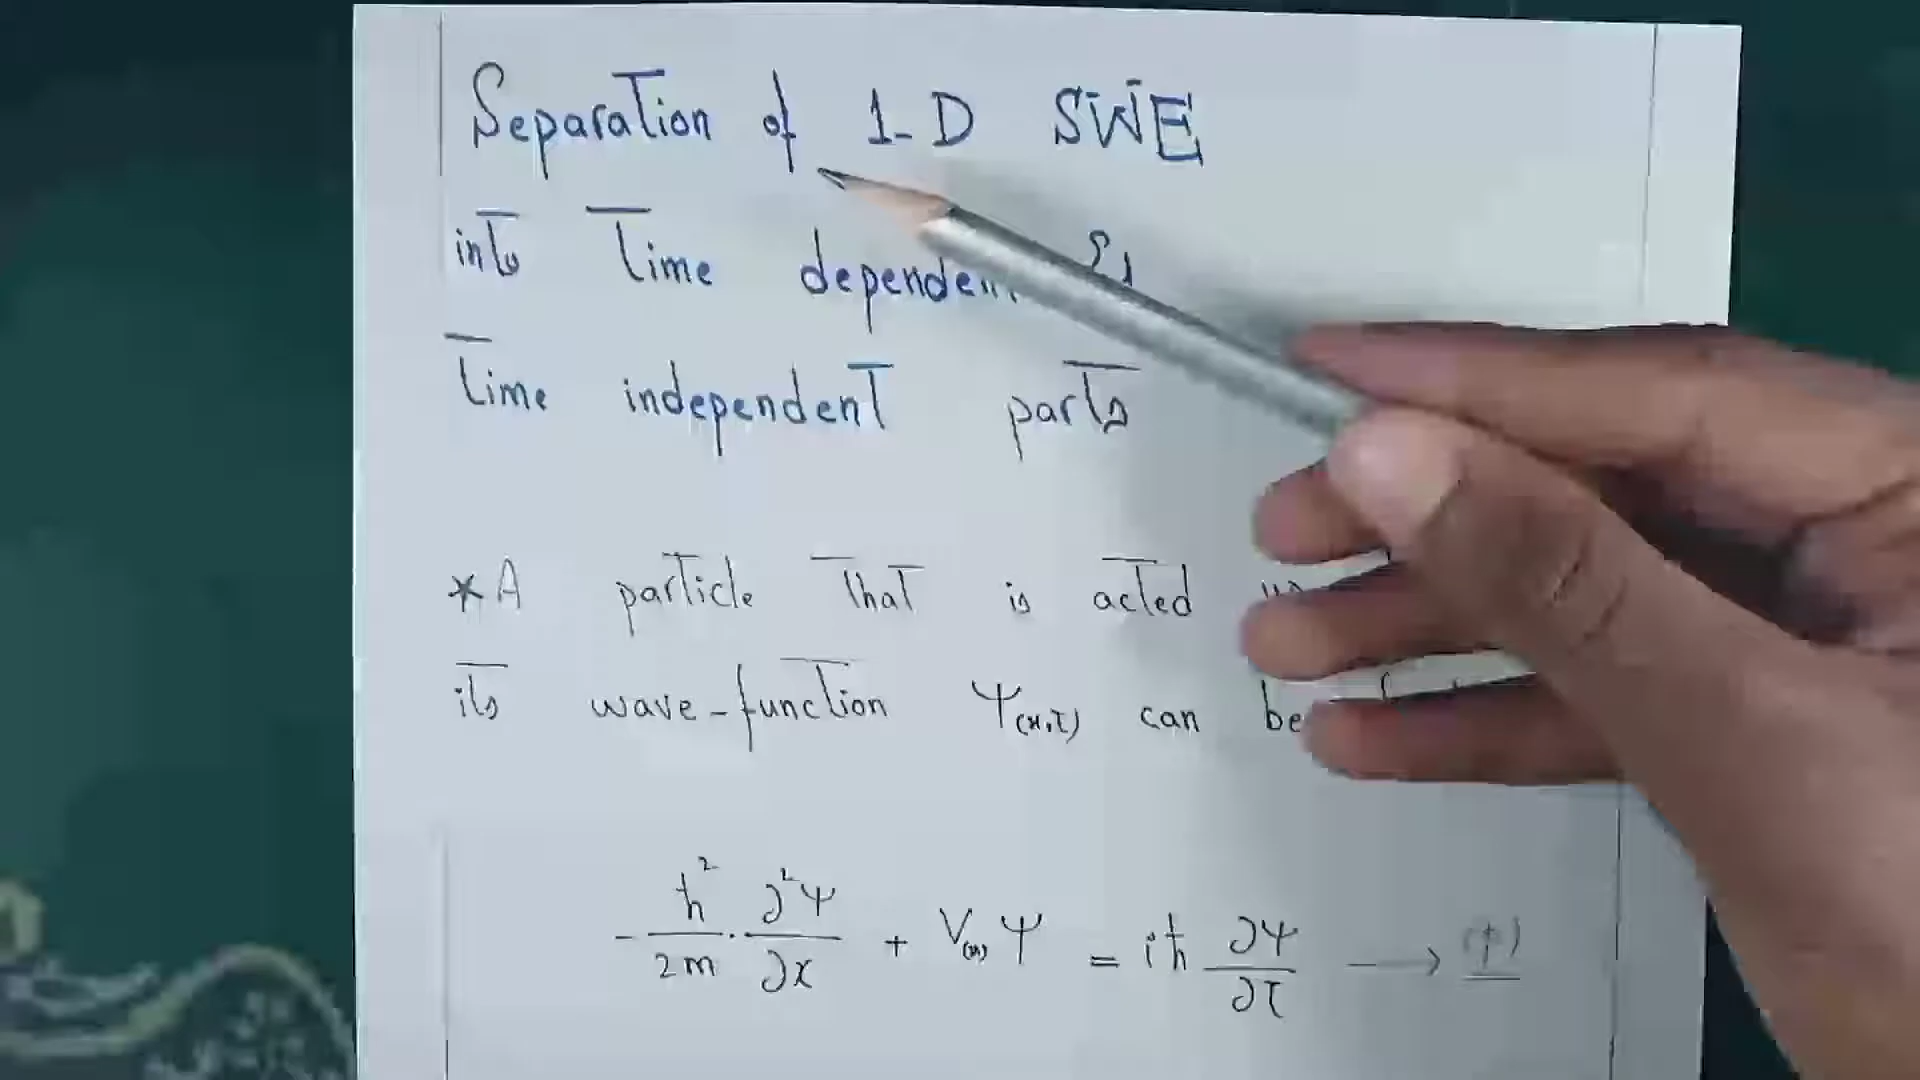 Separation of 1-D SWE
into Time dependent &
Time independent parts
*A particle That is acted
its wave-function Ψ(x,t) can be
-ħ²/2m · ∂²Ψ/∂x + V(x) Ψ = iħ ∂Ψ/∂t → (1)